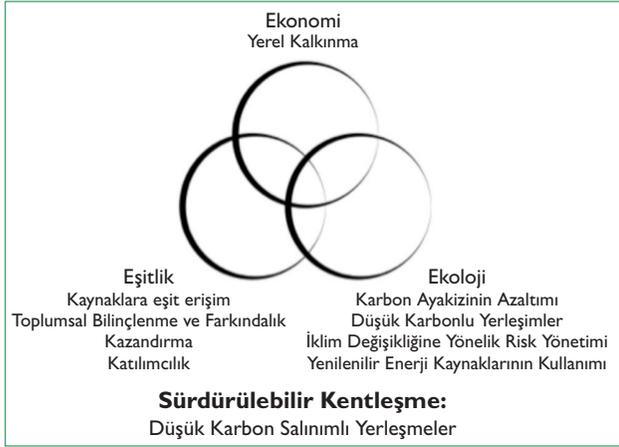 Ekonomi
Yerel Kalkınma
Eşitlik
Kaynaklara eşit erişim
Toplumsal Bilinçlenme ve Farkındalık
Kazandırma
Katılımcılık
Ekoloji
Karbon Ayakizinin Azaltımı
Düşük Karbonlu Yerleşimler
İklim Değişikliğine Yönelik Risk Yönetimi
Yenilenilir Enerji Kaynaklarının Kullanımı
Sürdürülebilir Kentleşme:
Düşük Karbon Salınımlı Yerleşmeler